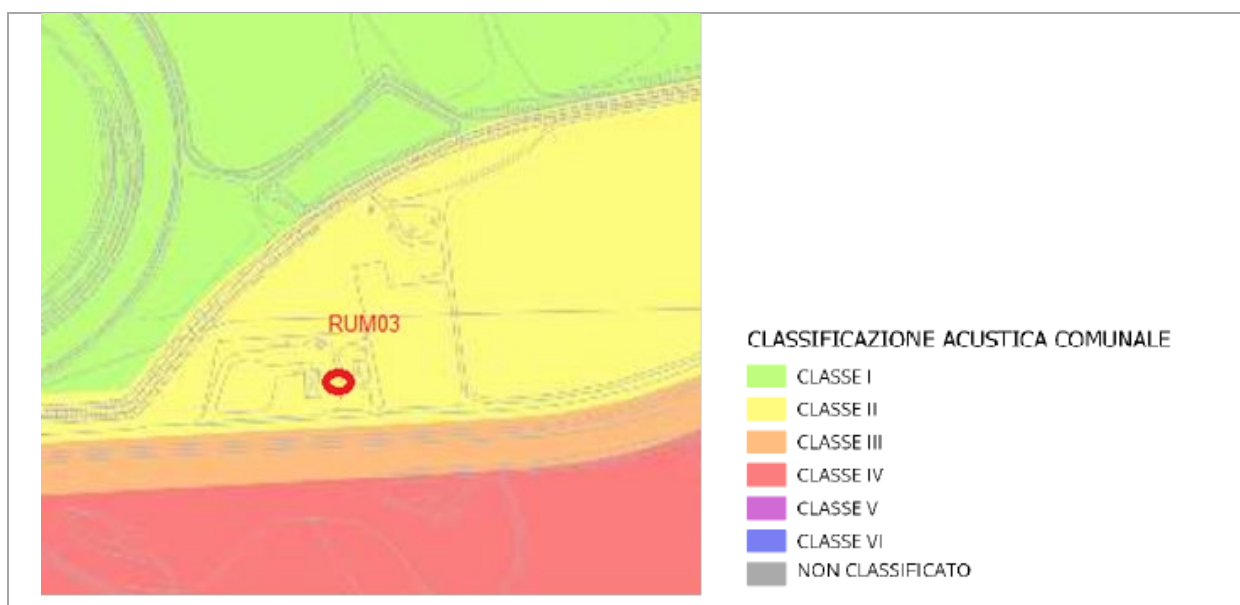 RUM03
CLASSIFICAZIONE ACUSTICA COMUNALE
CLASSE I
CLASSE II
CLASSE III
CLASSE IV
CLASSE V
CLASSE VI
NON CLASSIFICATO